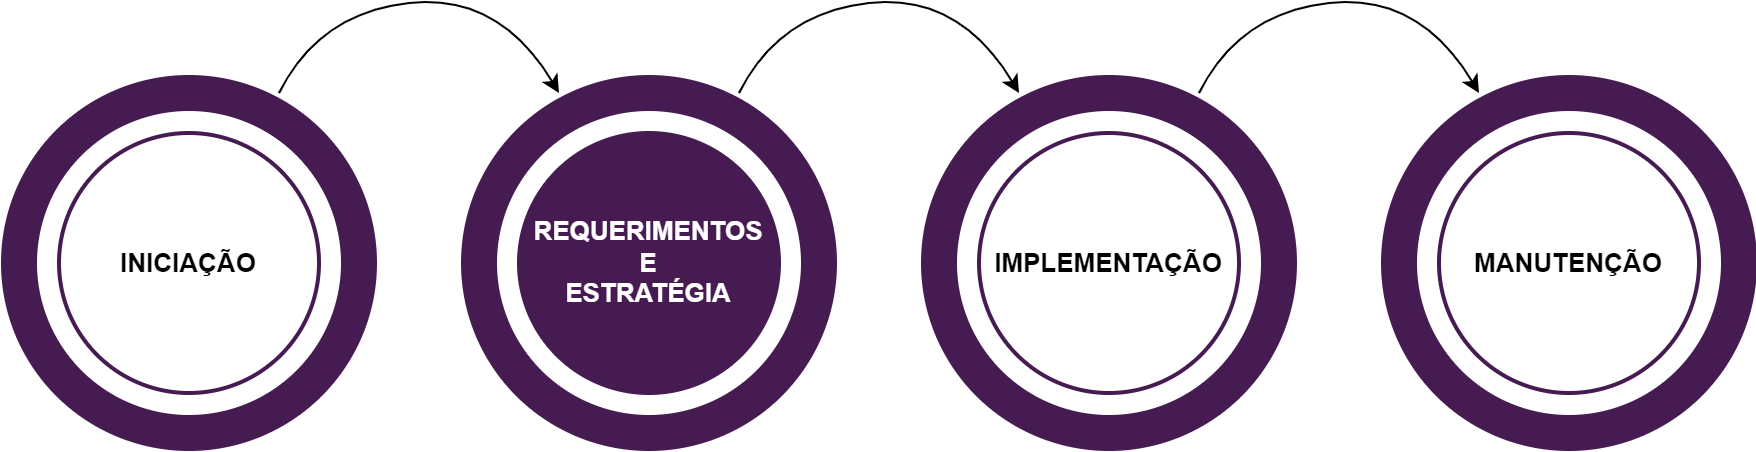 INICIAÇÃO
REQUERIMENTOS
E
ESTRATÉGIA
IMPLEMENTAÇÃO
MANUTENÇÃO